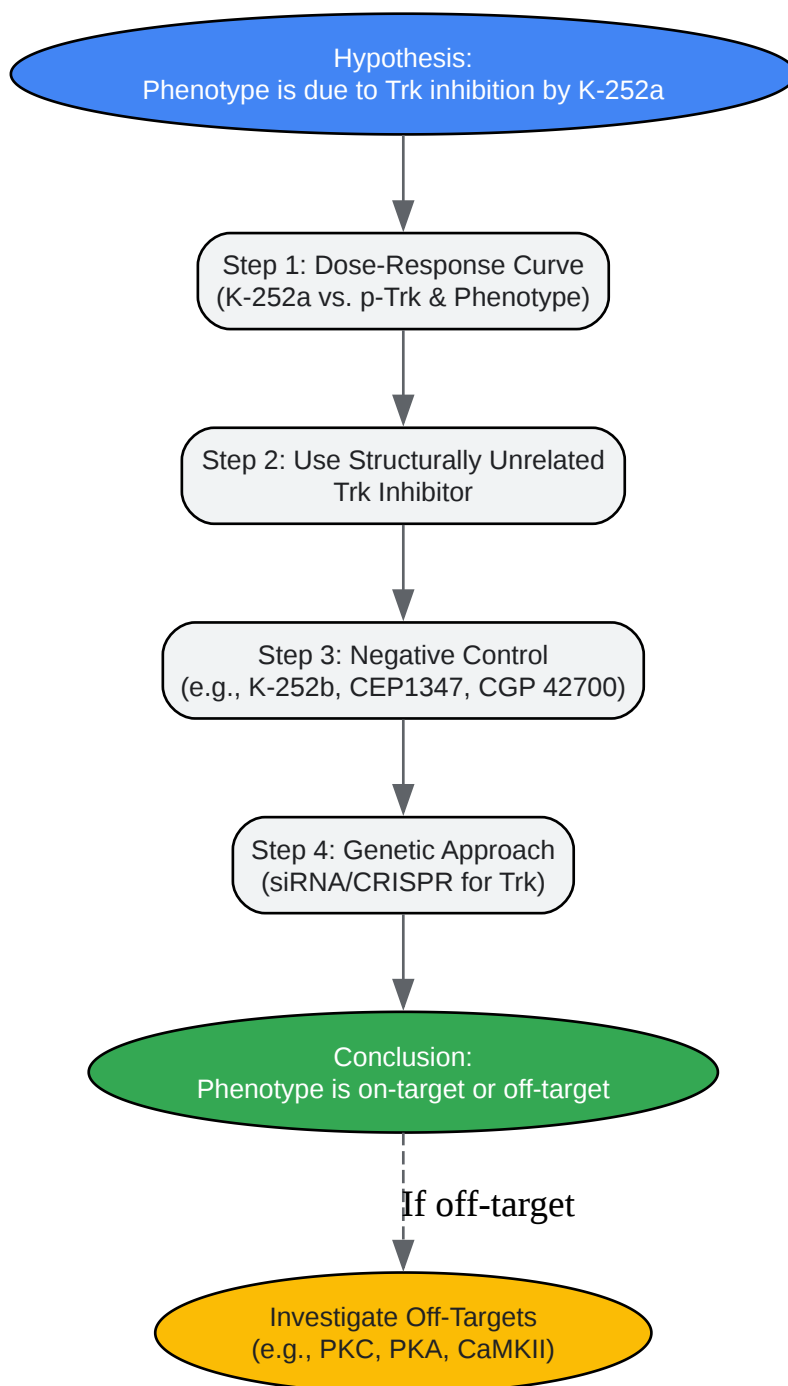 Hypothesis:
Phenotype is due to Trk inhibition by K-252a
Step 1: Dose-Response Curve
(K-252a vs. p-Trk & Phenotype)
Step 2: Use Structurally Unrelated
Trk Inhibitor
Step 3: Negative Control
(e.g., K-252b, CEP1347, CGP 42700)
Step 4: Genetic Approach
(siRNA/CRISPR for Trk)
Conclusion:
Phenotype is on-target or off-target
If off-target
Investigate Off-Targets
(e.g., PKC, PKA, CaMKII)